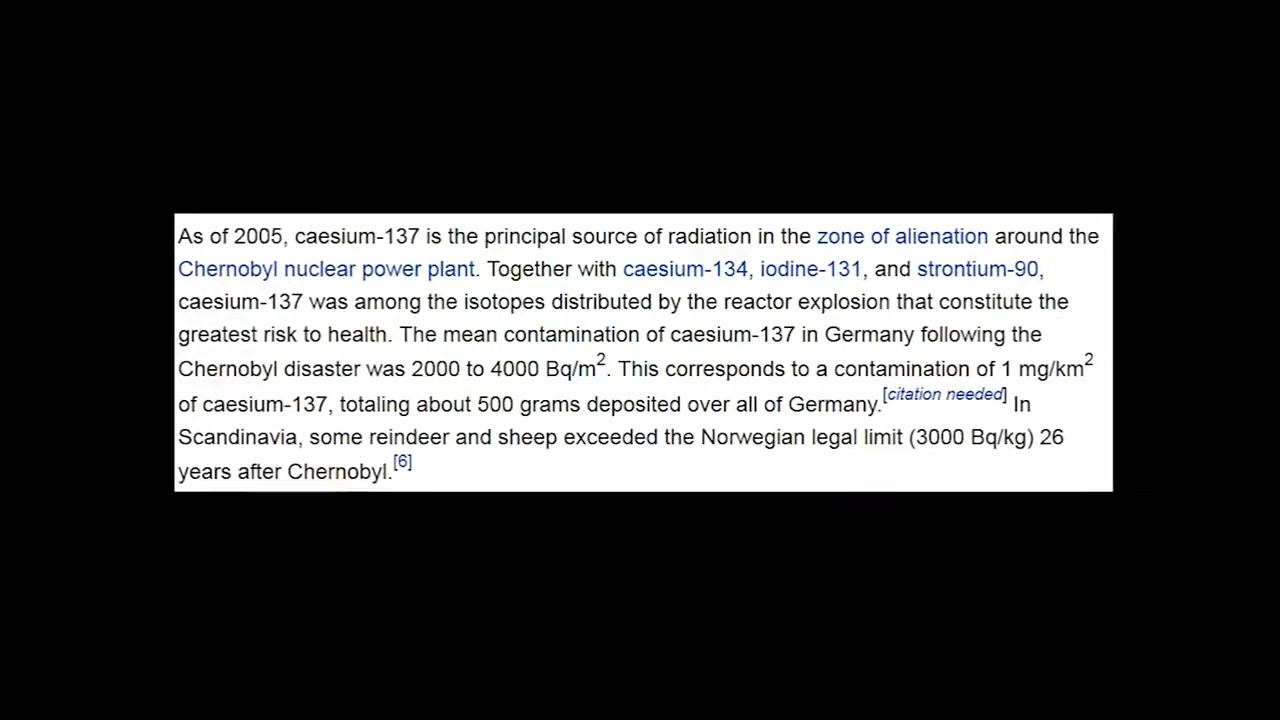 As of 2005, caesium-137 is the principal source of radiation in the zone of alienation around the
Chernobyl nuclear power plant. Together with caesium-134, iodine-131, and strontium-90,
caesium-137 was among the isotopes distributed by the reactor explosion that constitute the
greatest risk to health. The mean contamination of caesium-137 in Germany following the
Chernobyl disaster was 2000 to 4000 Bq/m². This corresponds to a contamination of 1 mg/km²
of caesium-137, totaling about 500 grams deposited over all of Germany.[citation needed] In
Scandinavia, some reindeer and sheep exceeded the Norwegian legal limit (3000 Bq/kg) 26
years after Chernobyl.[6]